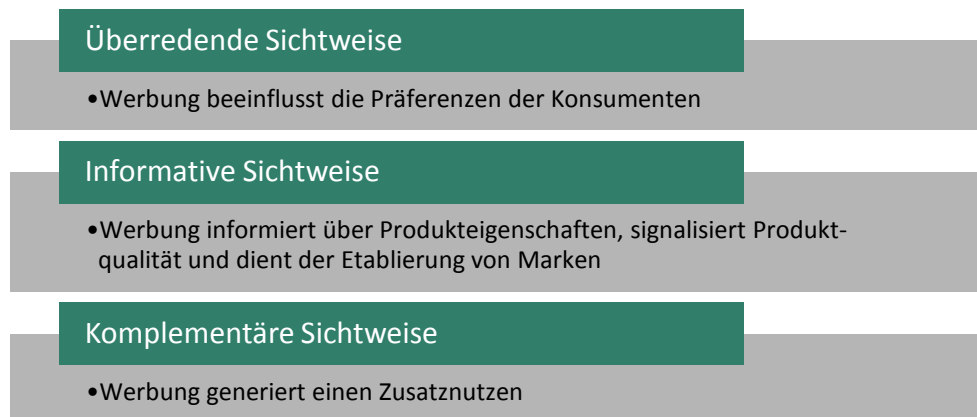 Überredende Sichtweise
•Werbung beeinflusst die Präferenzen der Konsumenten
Informative Sichtweise
•Werbung informiert über Produkteigenschaften, signalisiert Produkt-
qualität und dient der Etablierung von Marken
Komplementäre Sichtweise
•Werbung generiert einen Zusatznutzen